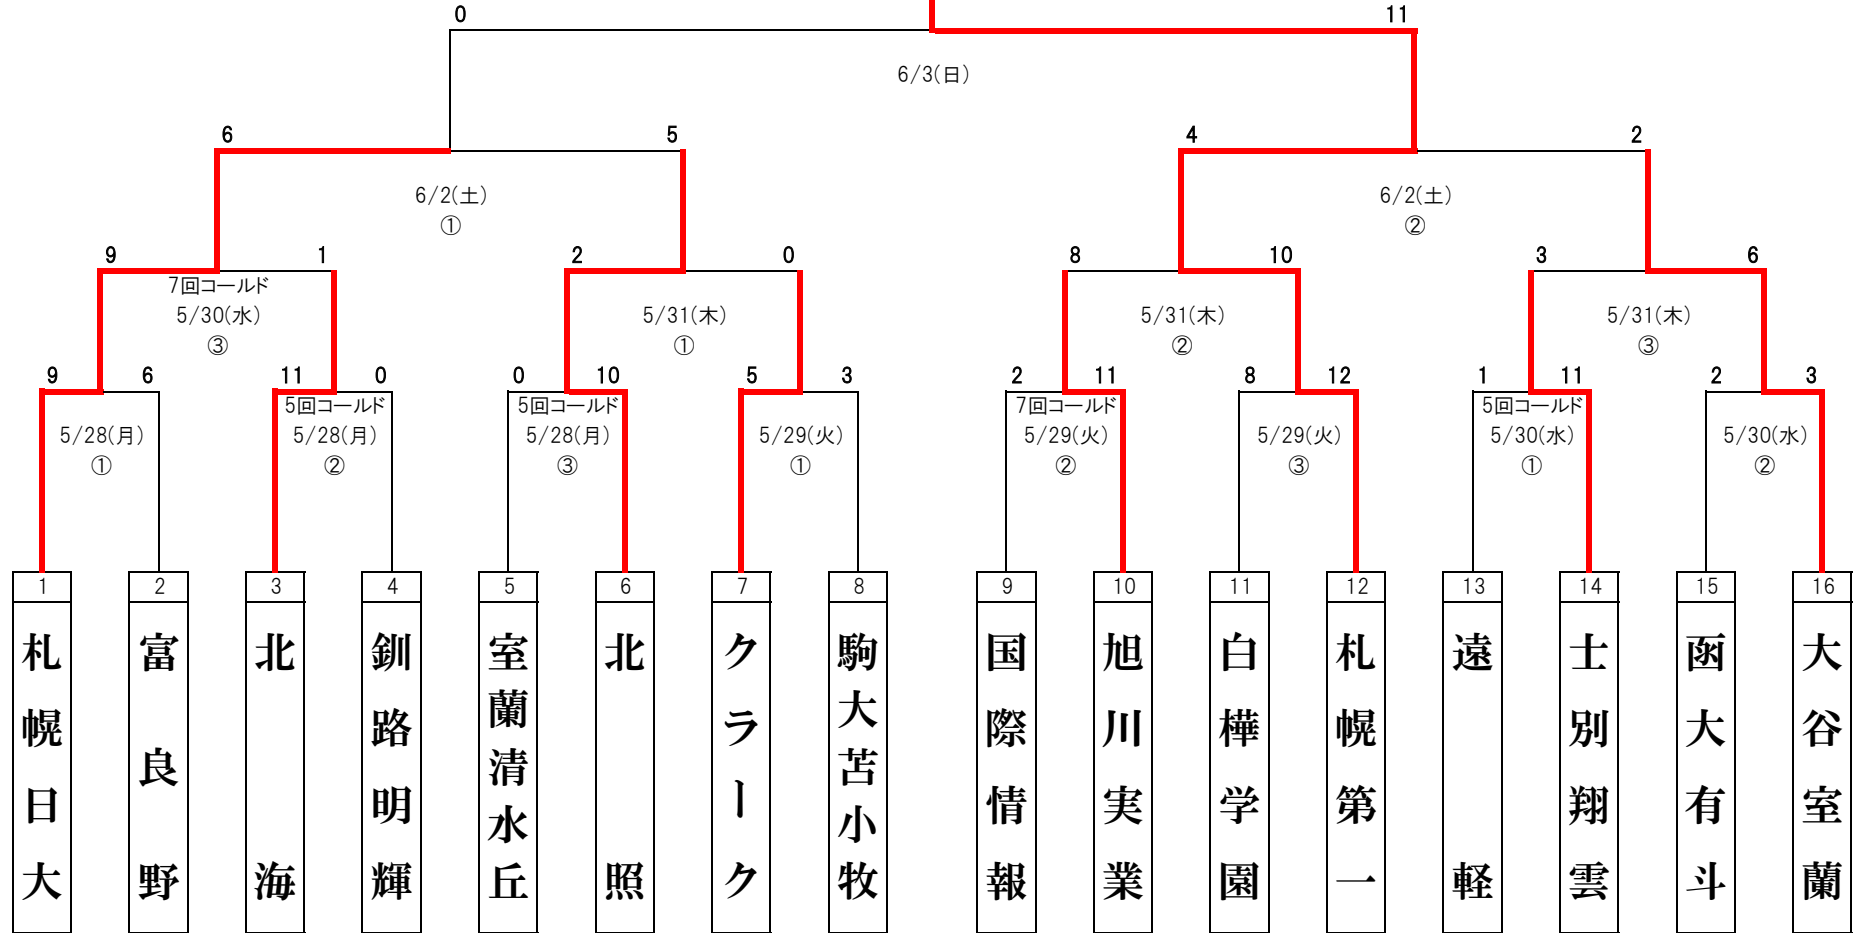 0 11
6/3(日)
6 5 4 2
6/2(土) 6/2(土)
① ②
9 1 2 0 8 10 3 6
7回コールド
5/30(水) 5/31(木) 5/31(木) 5/31(木)
③ ① ② ③
9 6 11 0 0 10 5 3 2 11 8 12 1 11 2 3
5回コールド 5回コールド 7回コールド 5回コールド
5/28(月) 5/28(月) 5/28(月) 5/29(火) 5/29(火) 5/29(火) 5/30(水) 5/30(水)
① ② ③ ① ② ③ ① ②
1 2 3 4 5 6 7 8 9 10 11 12 13 14 15 16
札幌日大
富良野
北海
釧路明輝
室蘭清水丘
北照
クラーク
駒大苫小牧
国際情報
旭川実業
白樺学園
札幌第一
遠軽
士別翔雲
函大有斗
大谷室蘭